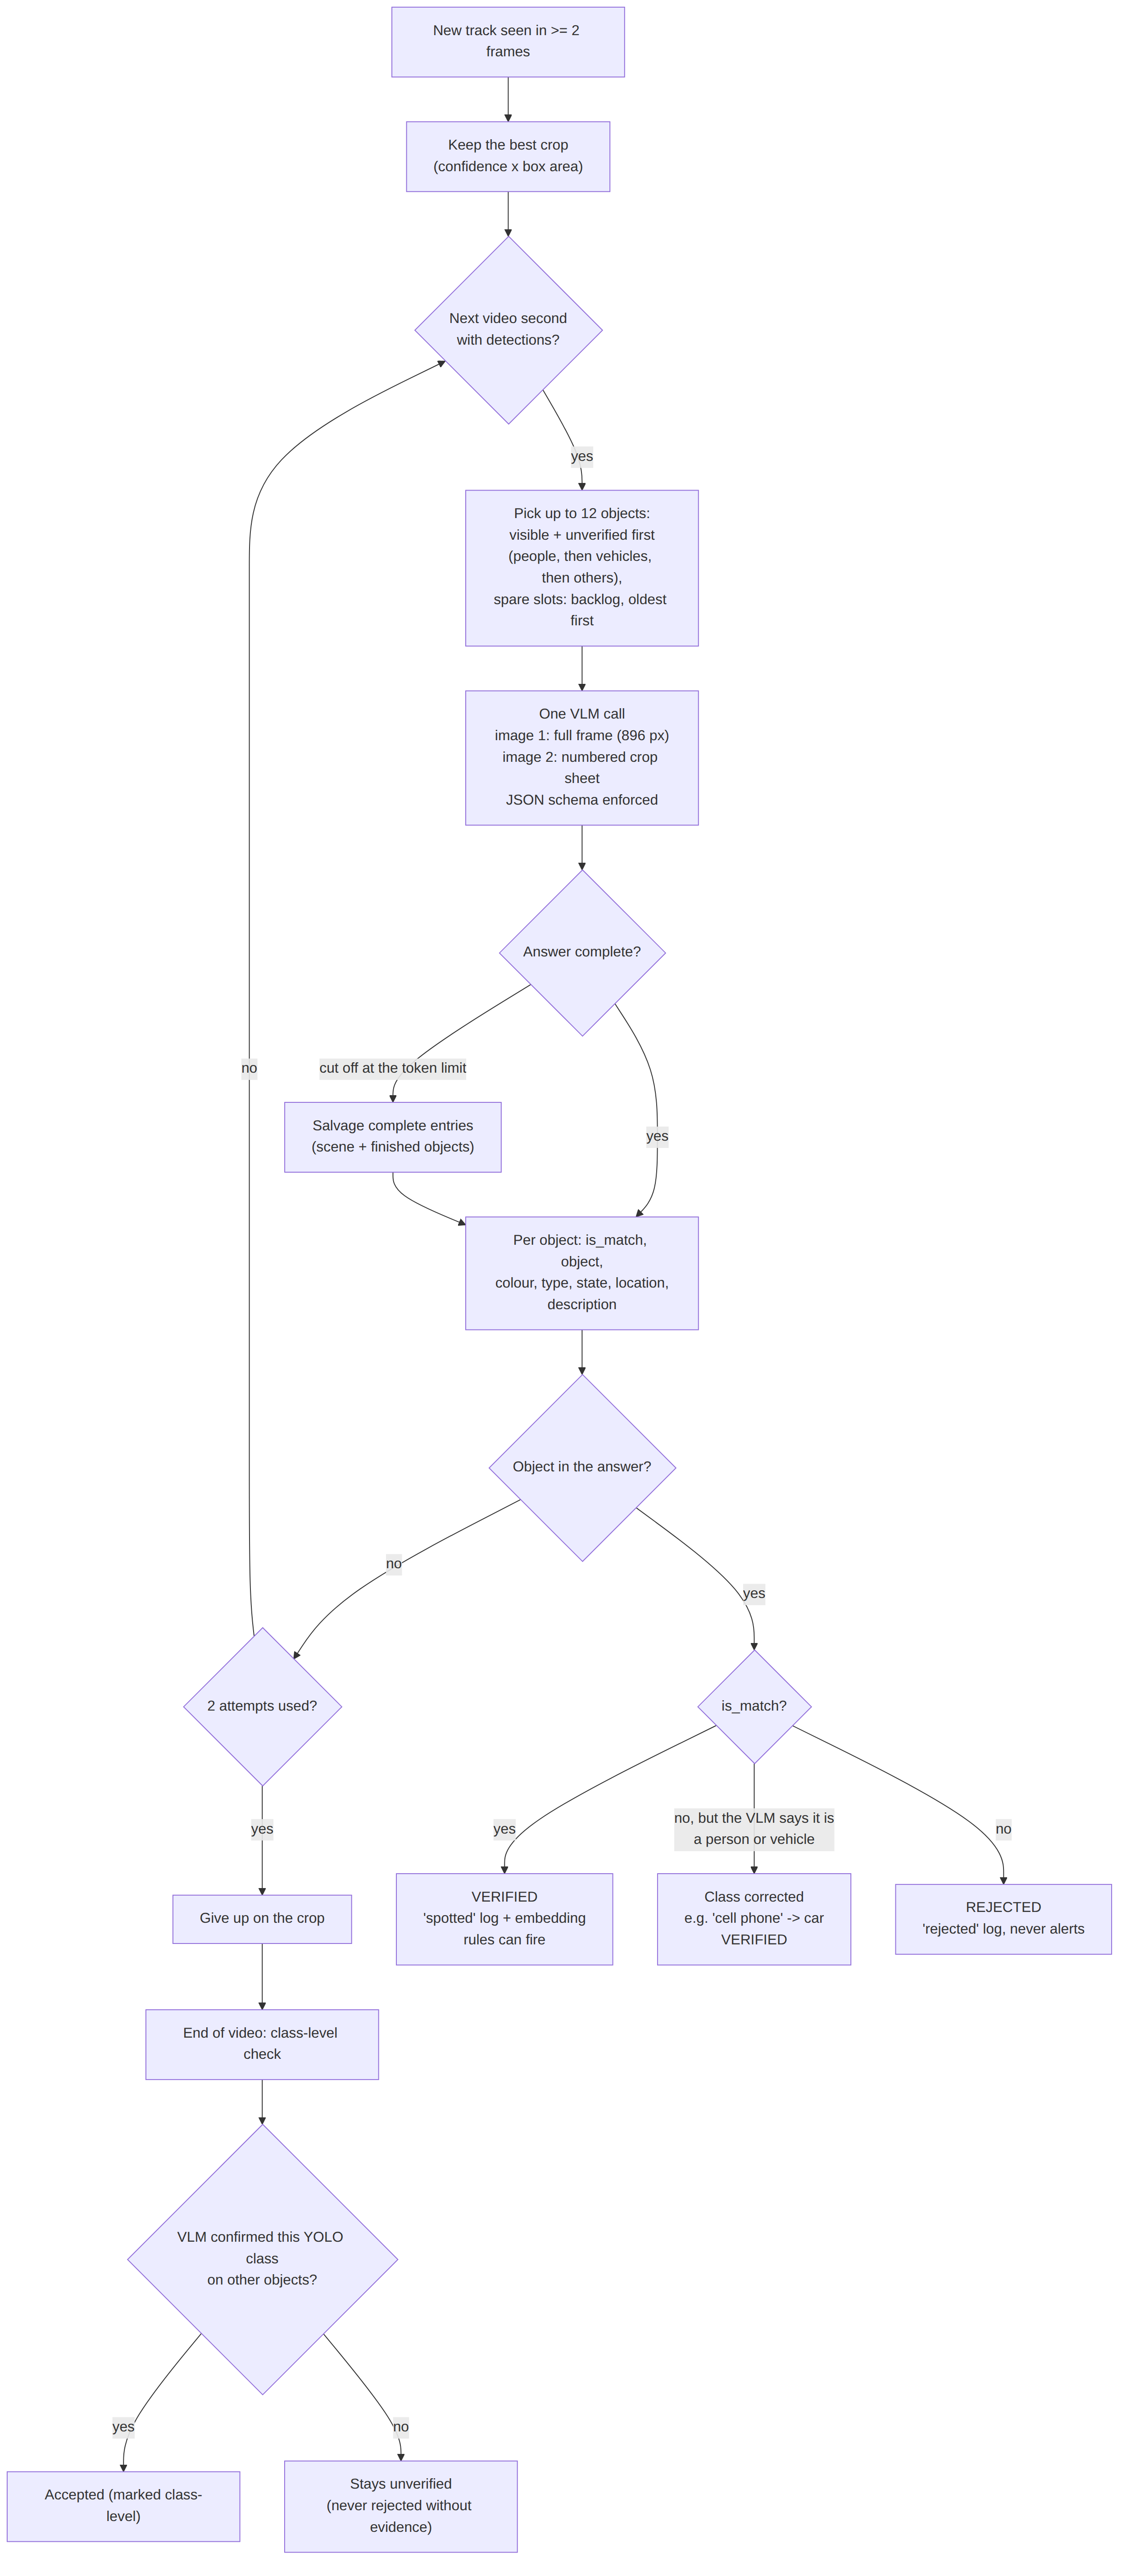 New track seen in >= 2
frames
Keep the best crop
(confidence x box area)
Next video second
with detections?
yes
Pick up to 12 objects:
visible + unverified first
(people, then vehicles,
then others),
spare slots: backlog, oldest
first
One VLM call
image 1: full frame (896 px)
image 2: numbered crop
sheet
JSON schema enforced
Answer complete?
no
cut off at the token limit
Salvage complete entries
(scene + finished objects)
yes
Per object: is_match,
object,
colour, type, state, location,
description
Object in the answer?
no
yes
2 attempts used?
is_match?
yes
yes
no, but the VLM says it is
a person or vehicle
no
Give up on the crop
VERIFIED
'spotted' log + embedding
rules can fire
Class corrected
e.g. 'cell phone' -> car
VERIFIED
REJECTED
'rejected' log, never alerts
End of video: class-level
check
VLM confirmed this YOLO
class
on other objects?
yes
no
Accepted (marked class-
level)
Stays unverified
(never rejected without
evidence)